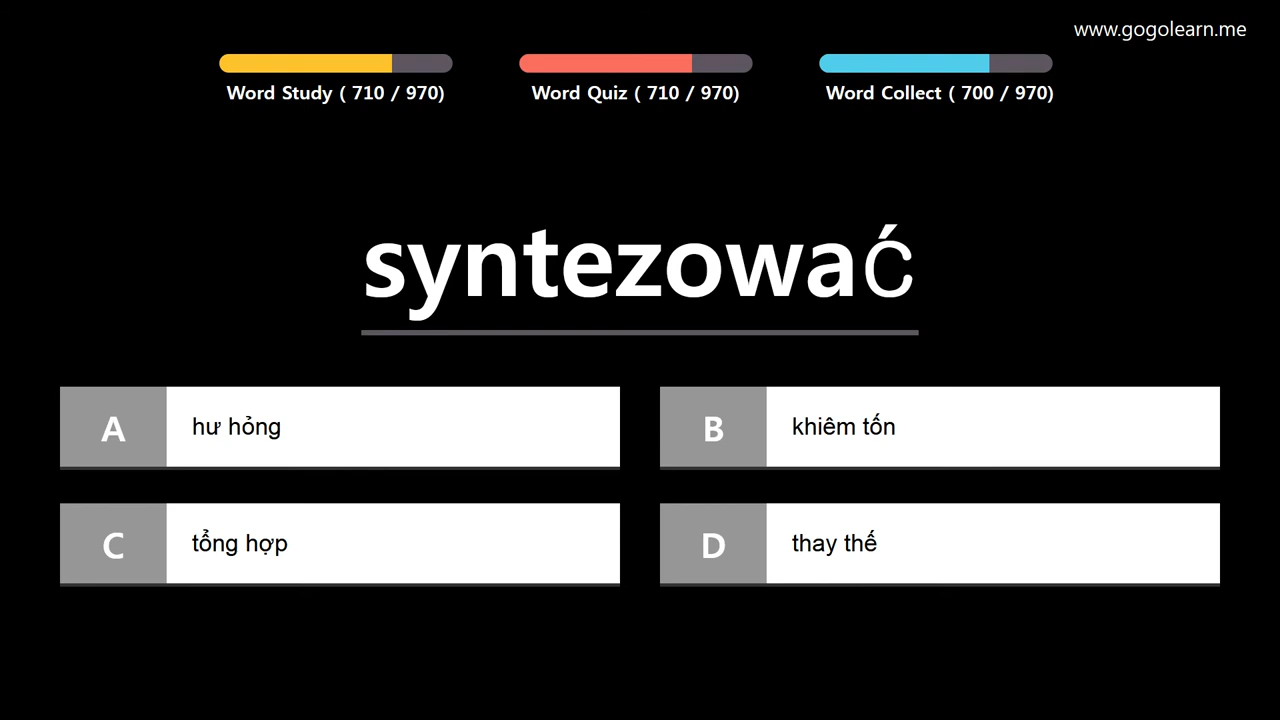 www.gogolearn.me
Word Study ( 710 / 970)
Word Quiz ( 710 / 970)
Word Collect ( 700 / 970)
syntezować
A
hư hỏng
B
khiêm tốn
C
tổng hợp
D
thay thế